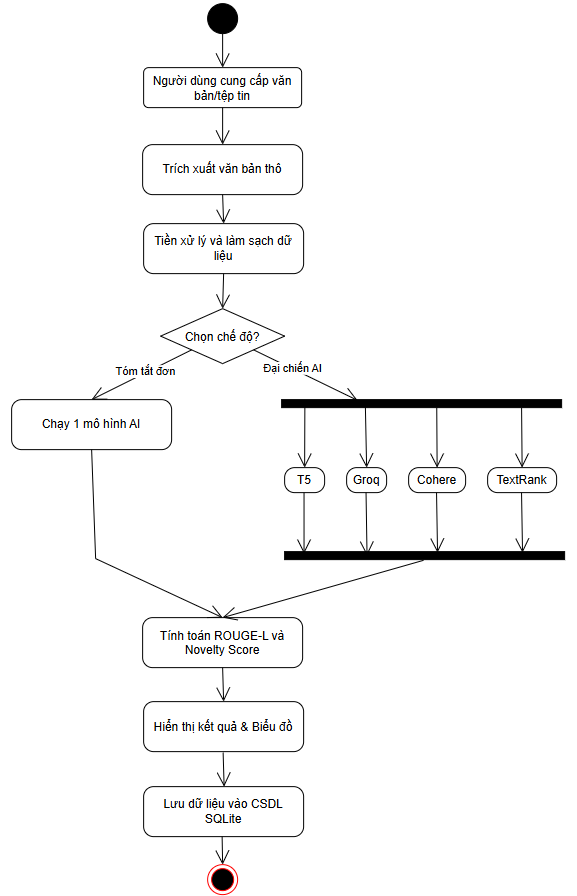 Người dùng cung cấp văn
bản/tệp tin
Trích xuất văn bản thô
Tiền xử lý và làm sạch dữ
liệu
Chọn chế độ?
Tóm tắt đơn
Đại chiến AI
Chạy 1 mô hình AI
T5
Groq
Cohere
TextRank
Tính toán ROUGE-L và
Novelty Score
Hiển thị kết quả & Biểu đồ
Lưu dữ liệu vào CSDL
SQLite